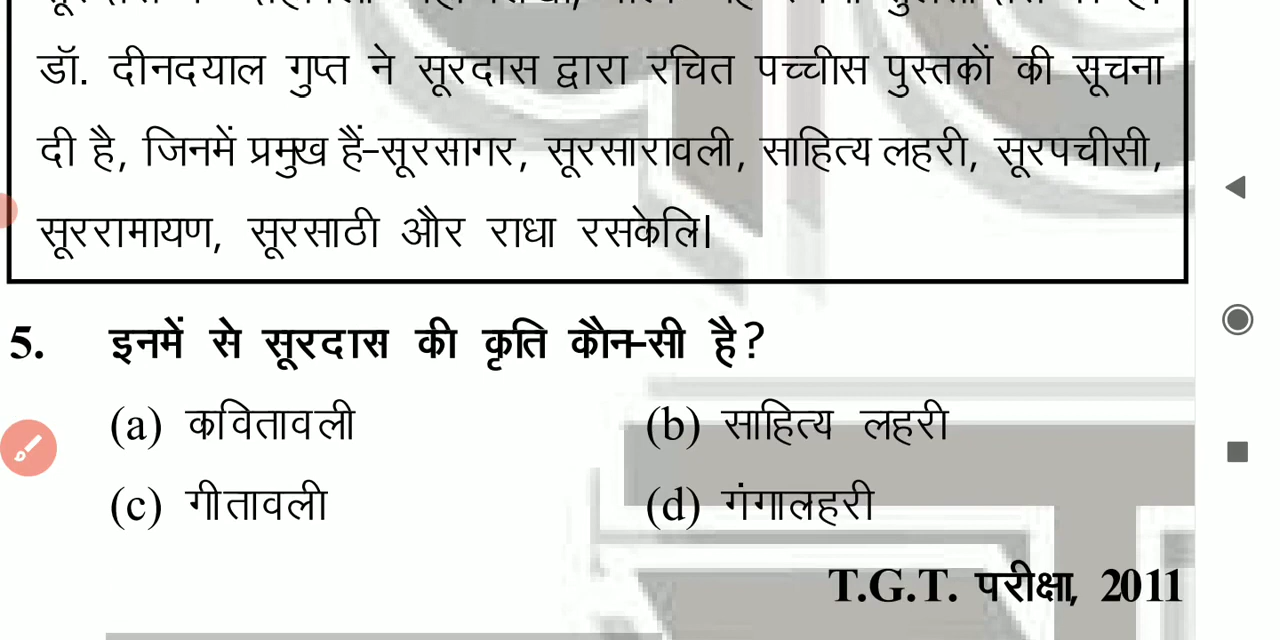 डॉ. दीनदयाल गुप्त ने सूरदास द्वारा रचित पच्चीस पुस्तकों की सूचना
दी है, जिनमें प्रमुख हैं-सूरसागर, सूरसारावली, साहित्य लहरी, सूरपचीसी,
सूररामायण, सूरसाठी और राधा रसकेलि।
5. इनमें से सूरदास की कृति कौन-सी है?
(a) कवितावली (b) साहित्य लहरी
(c) गीतावली (d) गंगालहरी
T.G.T. परीक्षा, 2011